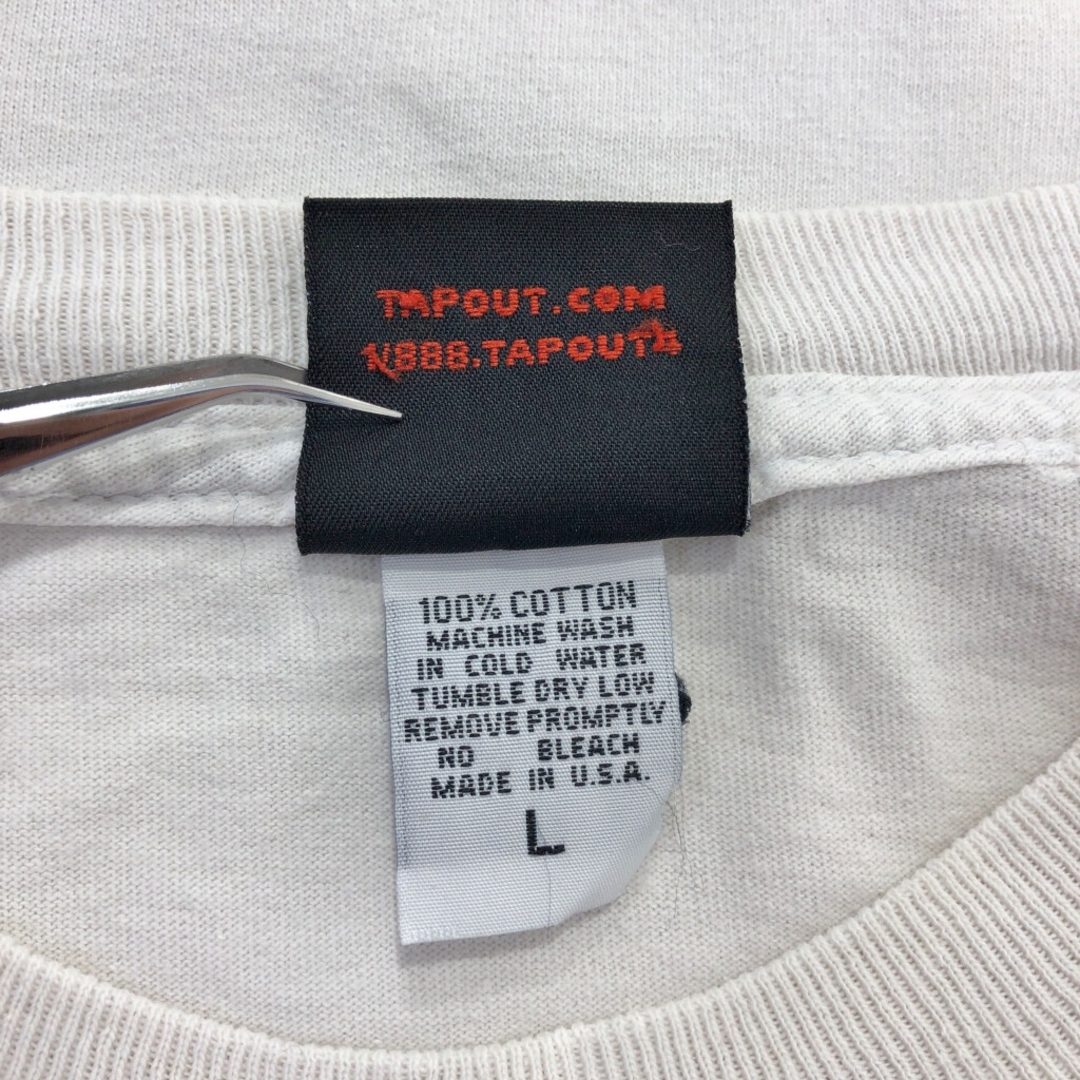 TAPOUT.COM
1/888.TAPOUT4
100% COTTON
MACHINE WASH
IN COLD WATER
TUMBLE DRY LOW
REMOVE PROMPTLY
NO BLEACH
MADE IN U.S.A.
L